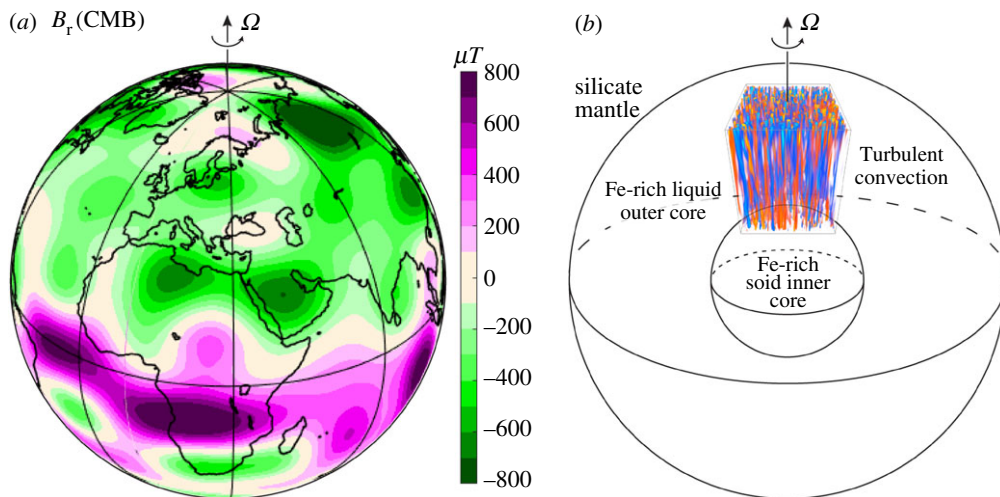 (a) Br (CMB)
Ω
μT
800
600
400
200
0
–200
–400
–600
–800
(b)
Ω
silicate
mantle
Turbulent
convection
Fe-rich liquid
outer core
Fe-rich
soid inner
core